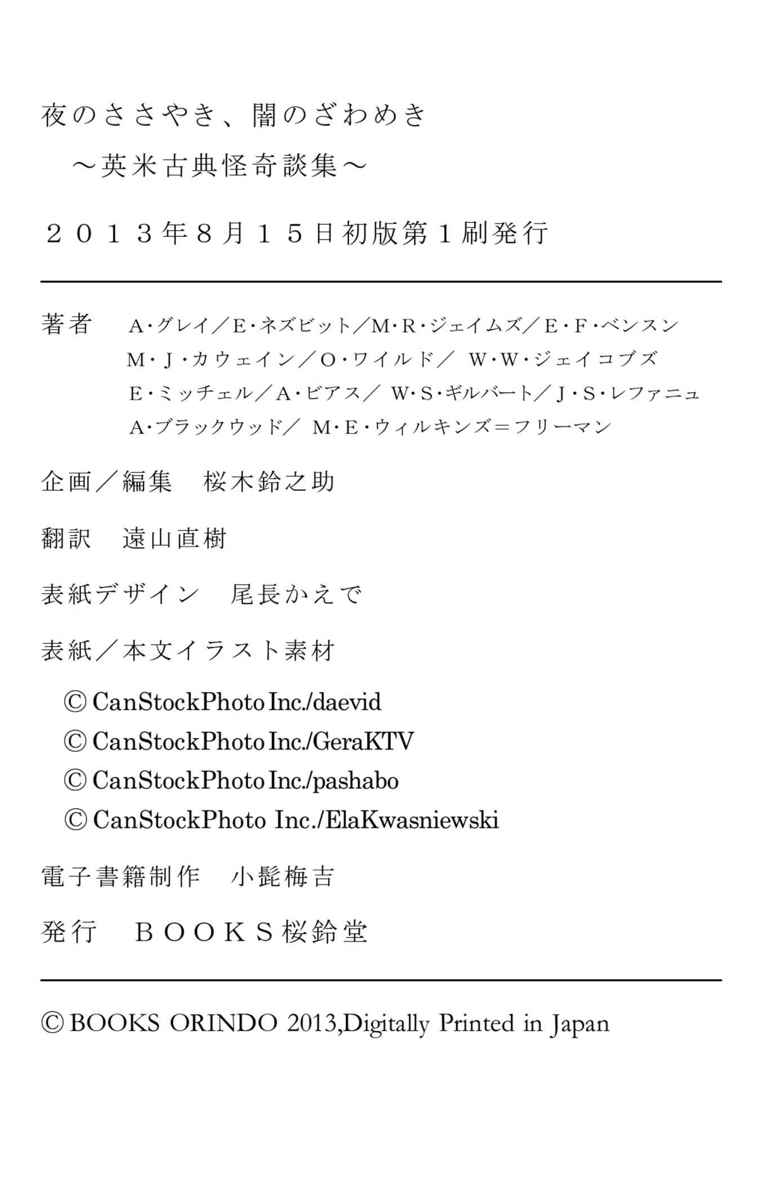 夜のささやき、闇のざわめき
～英米古典怪奇談集～
２０１３年８月１５日初版第１刷発行
著者　A・グレイ／E・ネズビット／M・R・ジェイムズ／E・F・ベンスン
M・J・カウェイン／O・ワイルド／ W・W・ジェイコブズ
E・ミッチェル／A・ビアス／ W・S・ギルバート／J・S・レファニュ
A・ブラックウッド／ M・E・ウィルキンズ＝フリーマン
企画／編集　桜木鈴之助
翻訳　遠山直樹
表紙デザイン　尾長かえで
表紙／本文イラスト素材
© CanStockPhoto Inc./daevid
© CanStockPhoto Inc./GeraKTV
© CanStockPhoto Inc./pashabo
© CanStockPhoto Inc./ElaKwasniewski
電子書籍制作　小髭梅吉
発行　ＢＯＯＫＳ桜鈴堂
© BOOKS ORINDO 2013,Digitally Printed in Japan